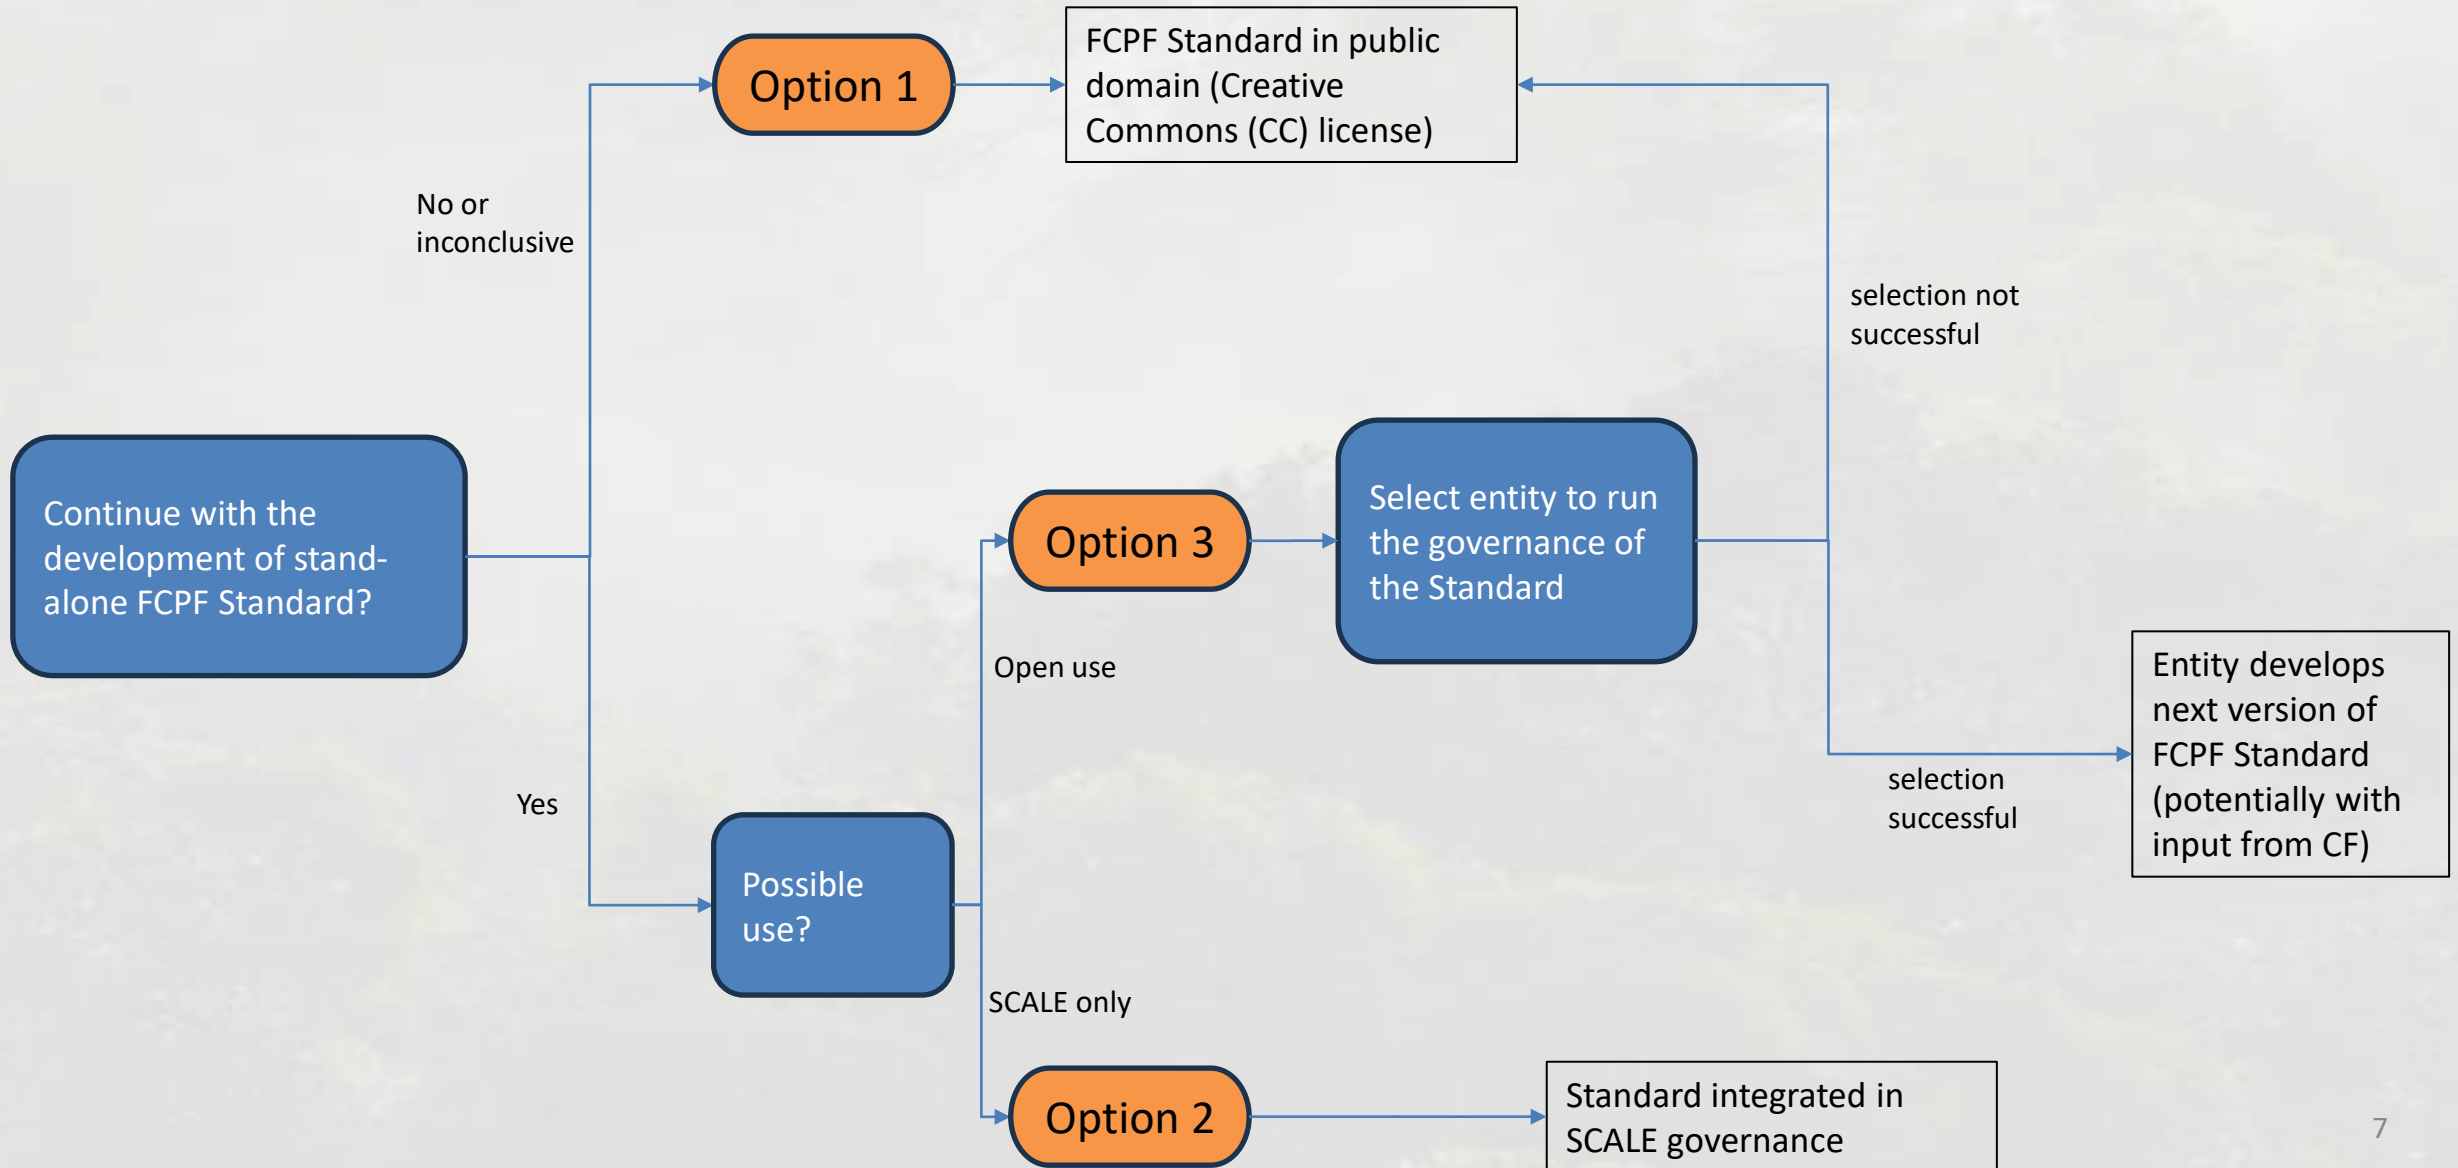 Option 1
FCPF Standard in public
domain (Creative
Commons (CC) license)
No or
inconclusive
selection not
successful
Continue with the
development of stand-
alone FCPF Standard?
Option 3
Select entity to run
the governance of
the Standard
Open use
Entity develops
next version of
FCPF Standard
(potentially with
input from CF)
selection
successful
Yes
Possible
use?
SCALE only
Option 2
Standard integrated in
SCALE governance
7